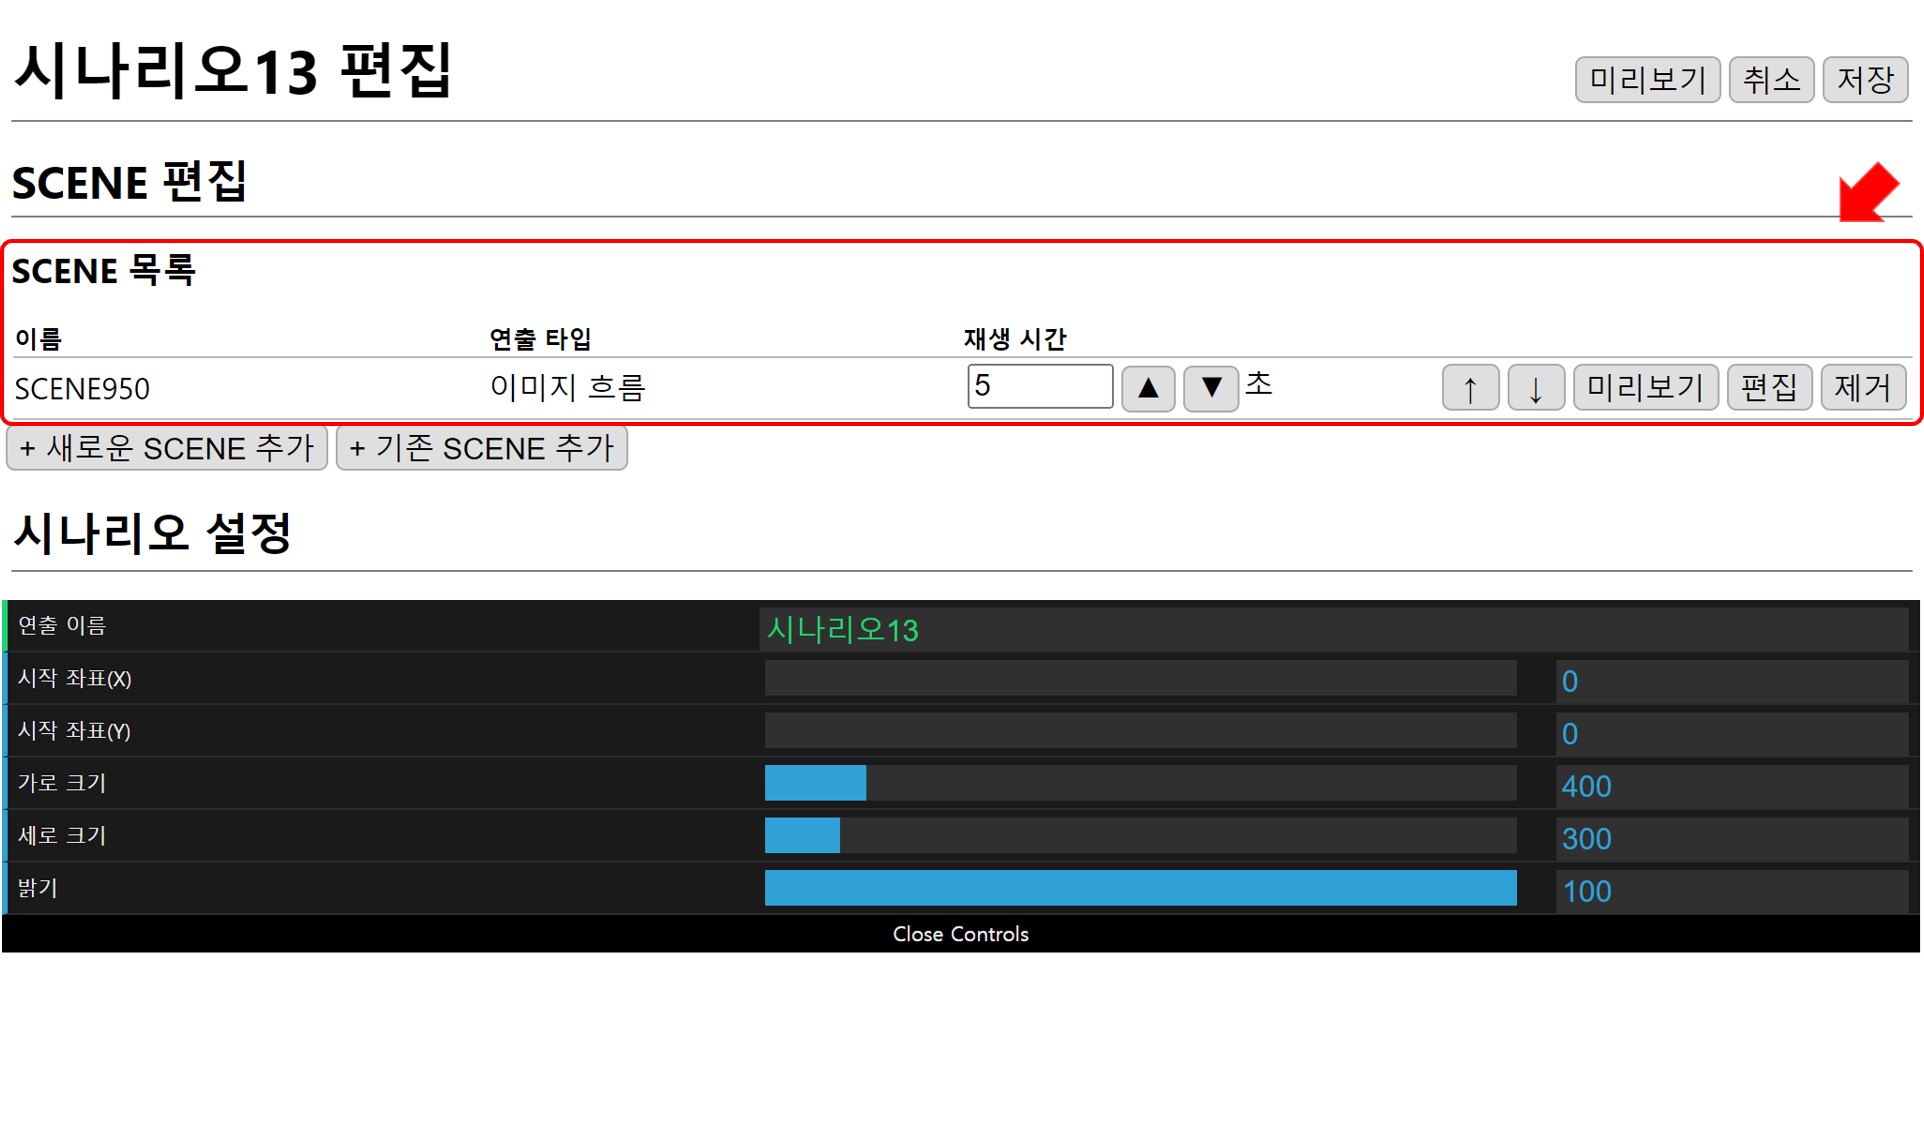 시나리오13 편집
미리보기 취소 저장
SCENE 편집
SCENE 목록
이름 연출 타입 재생 시간
SCENE950 이미지 흐름 5 ▲ ▼ 초 ↑ ↓ 미리보기 편집 제거
+ 새로운 SCENE 추가 + 기존 SCENE 추가
시나리오 설정
연출 이름 시나리오13
시작 좌표(X) 0
시작 좌표(Y) 0
가로 크기 400
세로 크기 300
밝기 100
Close Controls